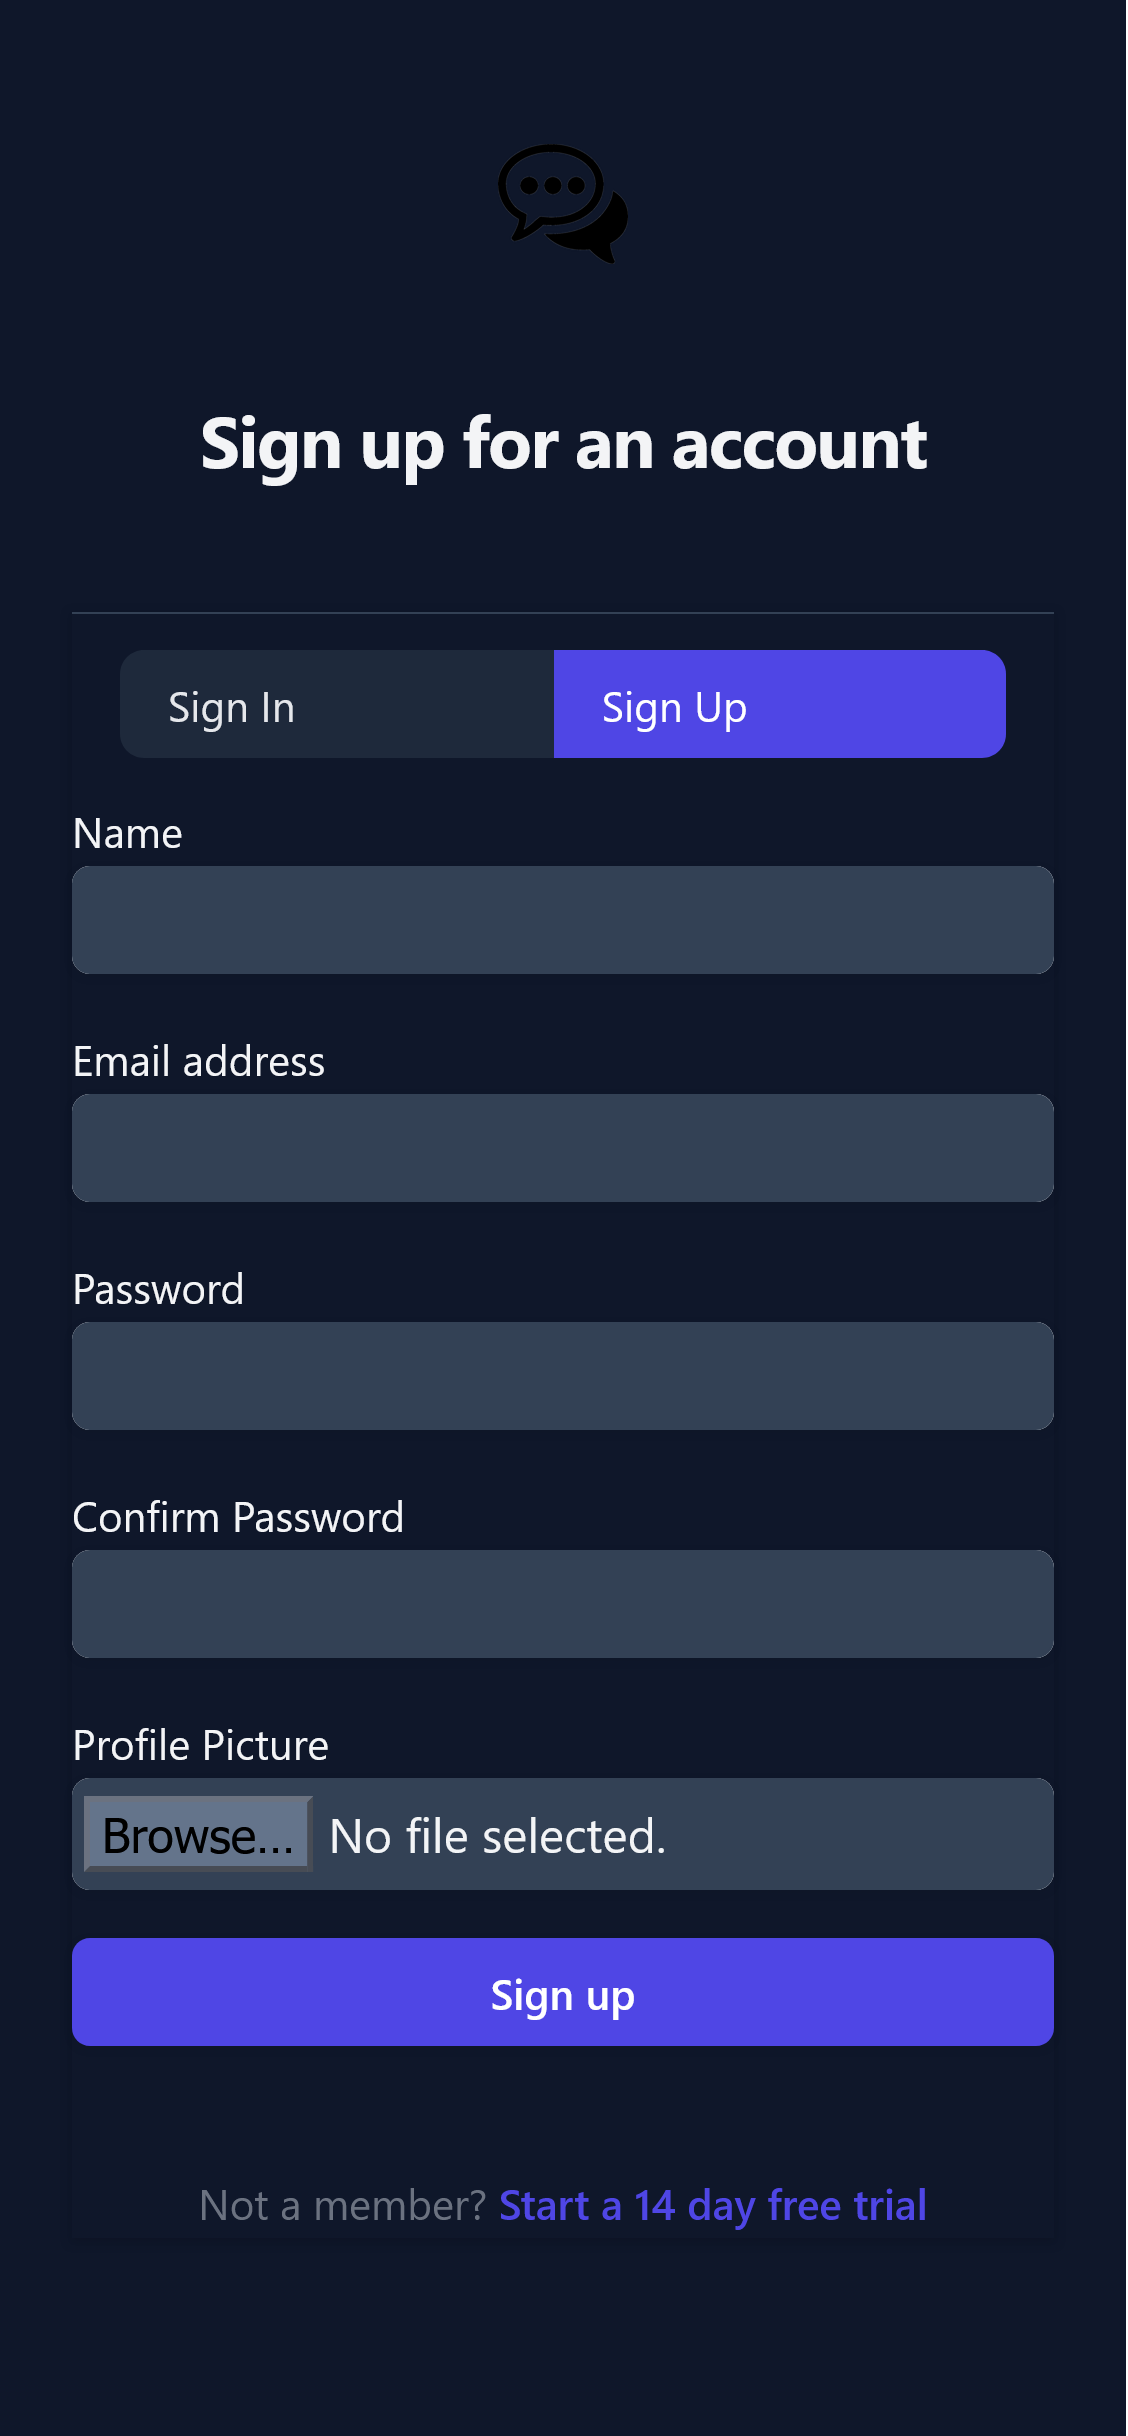 Sign up for an account
Sign In
Sign Up
Name
Email address
Password
Confirm Password
Profile Picture
Browse... No file selected.
Sign up
Not a member? Start a 14 day free trial